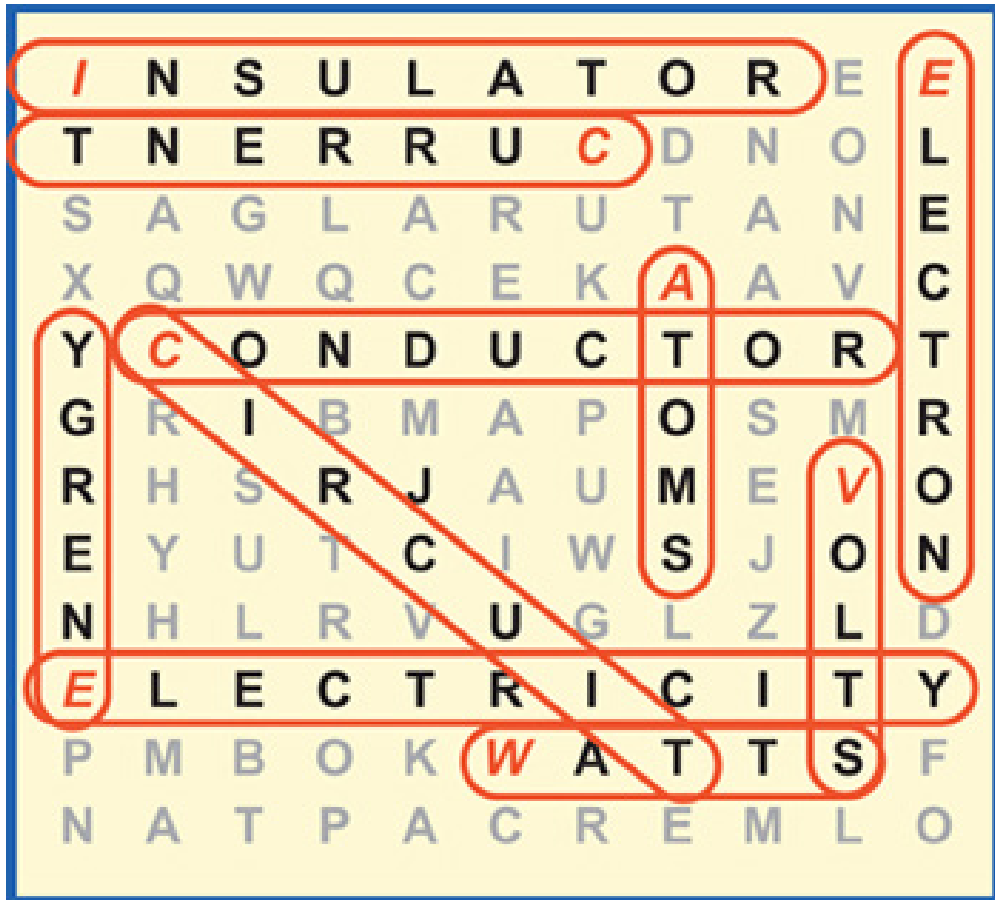 I N S U L A T O R E E
T N E R R U C D N O L
S A G L A R U T A N E
X Q W Q C E K A A V C
Y C O N D U C T O R T
G R I B M A P O S M R
R H S R J A U M E V O
E Y U T C I W S J O N
N H L R V U G L Z L D
E L E C T R I C I T Y
P M B O K W A T T S F
N A T P A C R E M L O